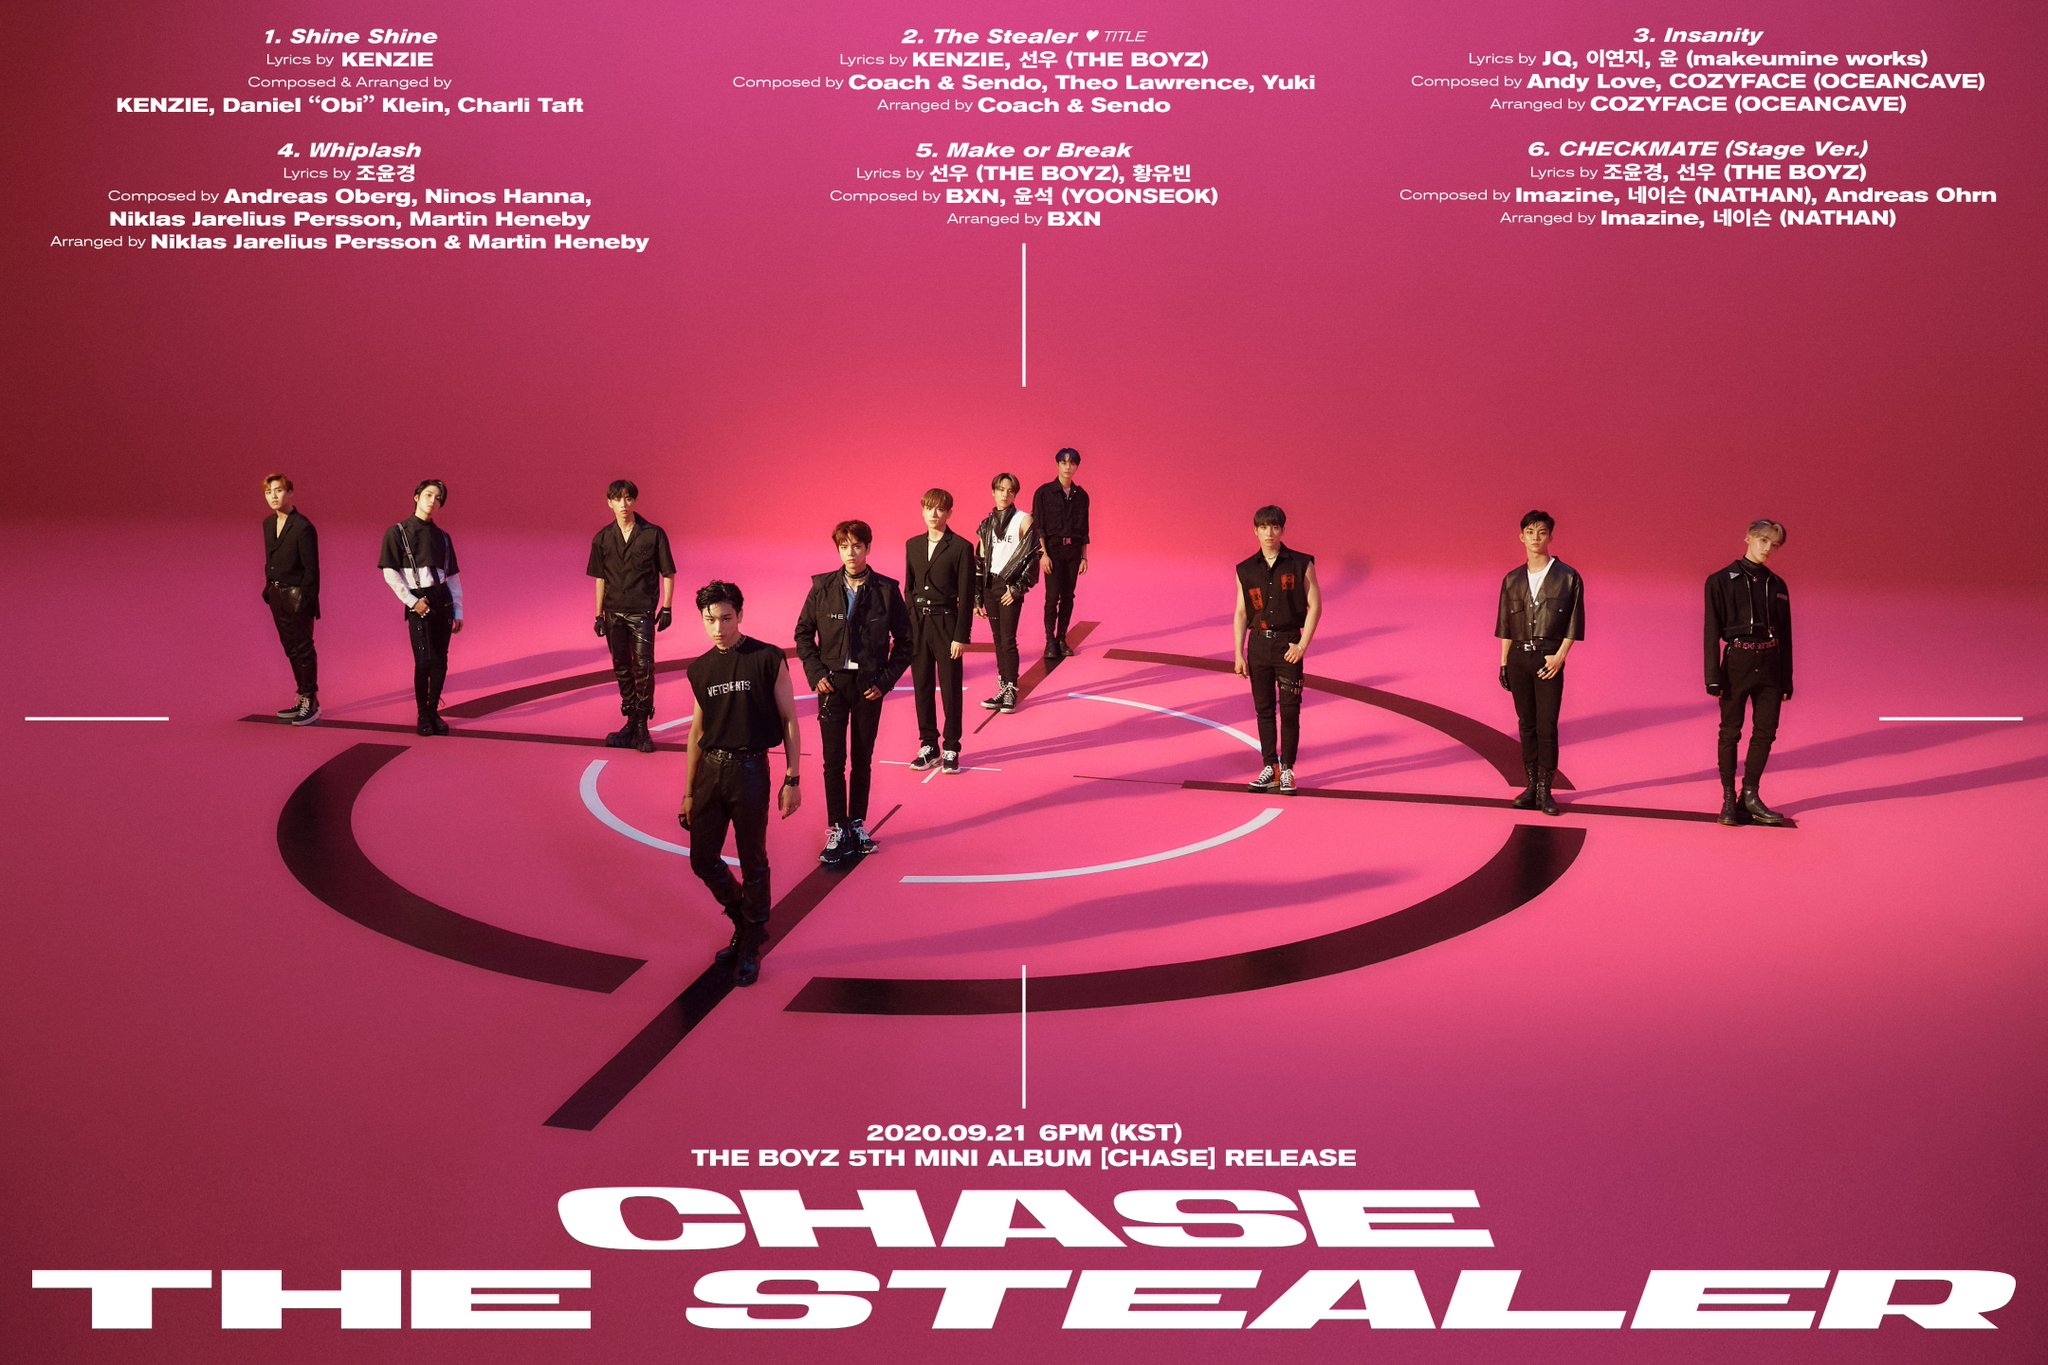 1. Shine Shine
Lyrics by KENZIE
Composed & Arranged by
KENZIE, Daniel “Obi” Klein, Charli Taft
2. The Stealer ♥ TITLE
Lyrics by KENZIE, 선우 (THE BOYZ)
Composed by Coach & Sendo, Theo Lawrence, Yuki
Arranged by Coach & Sendo
3. Insanity
Lyrics by JQ, 이연지, 윤 (makeumine works)
Composed by Andy Love, COZYFACE (OCEANCAVE)
Arranged by COZYFACE (OCEANCAVE)
4. Whiplash
Lyrics by 조윤경
Composed by Andreas Oberg, Ninos Hanna,
Niklas Jarelius Persson, Martin Heneby
Arranged by Niklas Jarelius Persson & Martin Heneby
5. Make or Break
Lyrics by 선우 (THE BOYZ), 황유빈
Composed by BXN, 윤석 (YOONSEOK)
Arranged by BXN
6. CHECKMATE (Stage Ver.)
Lyrics by 조윤경, 선우 (THE BOYZ)
Composed by Imazine, 네이슨 (NATHAN), Andreas Ohrn
Arranged by Imazine, 네이슨 (NATHAN)
VETEMENTS
2020.09.21 6PM (KST)
THE BOYZ 5TH MINI ALBUM [CHASE] RELEASE
CHASE
THE STEALER